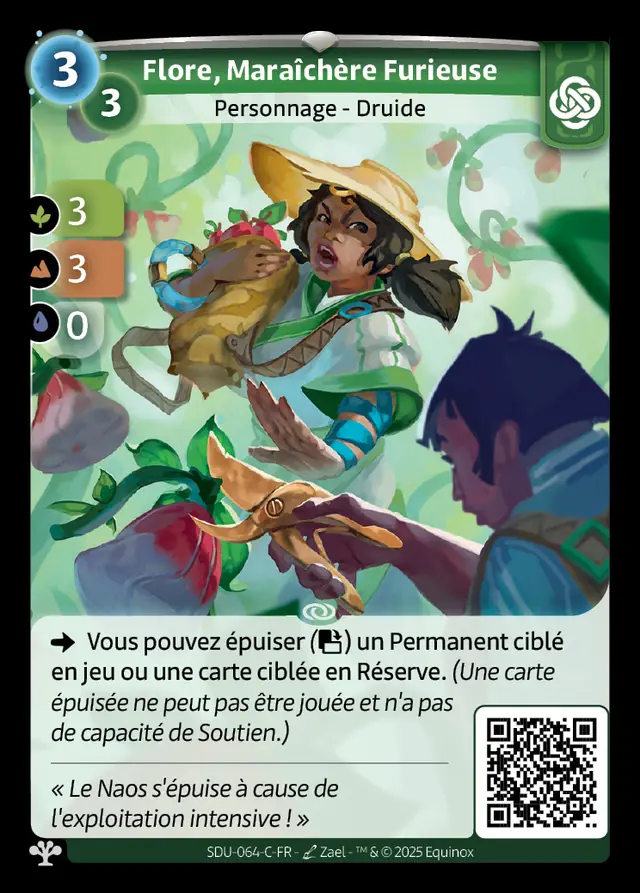 3
Flore, Maraîchère Furieuse
3
Personnage - Druide
3
3
0
Vous pouvez épuiser ( ) un Permanent ciblé
en jeu ou une carte ciblée en Réserve. (Une carte
épuisée ne peut pas être jouée et n'a pas
de capacité de Soutien.)
« Le Naos s'épuise à cause de
l'exploitation intensive ! »
SDU-064-C-FR - Zael - ™ & © 2025 Equinox